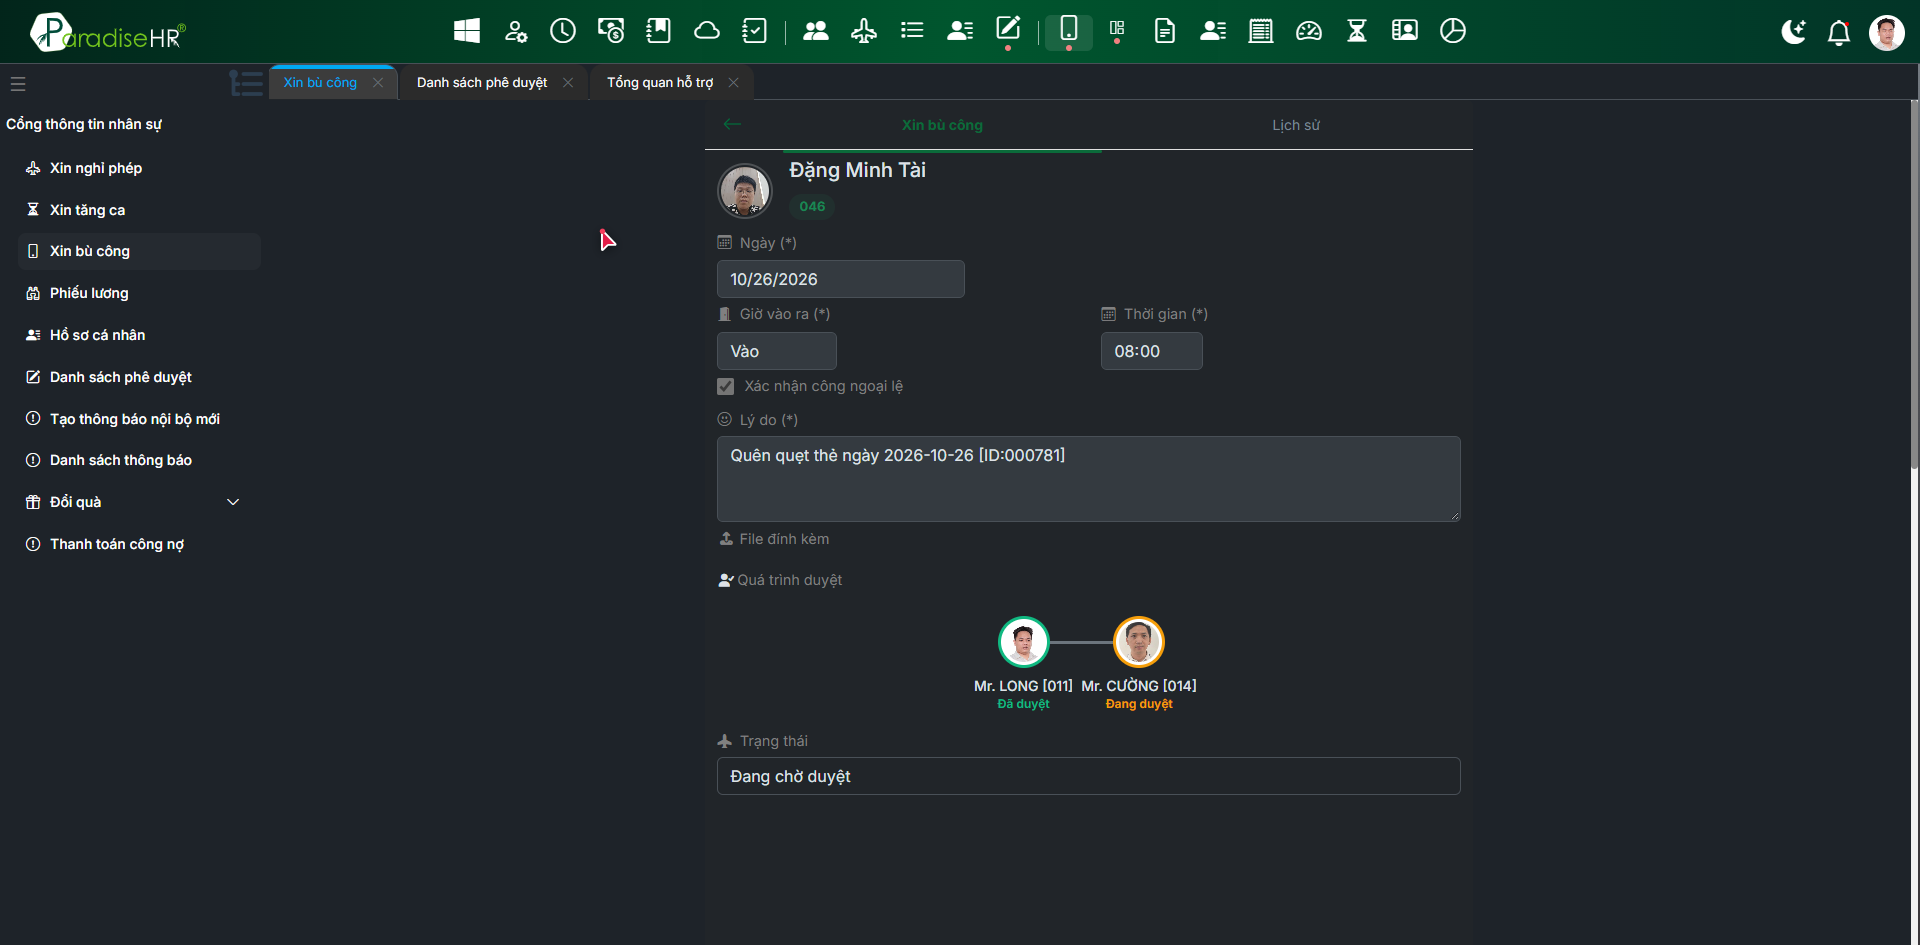 ParadiseHR®
Xin bù công
Danh sách phê duyệt
Tổng quan hỗ trợ
Cổng thông tin nhân sự
Xin nghỉ phép
Xin tăng ca
Xin bù công
Phiếu lương
Hồ sơ cá nhân
Danh sách phê duyệt
Tạo thông báo nội bộ mới
Danh sách thông báo
Đổi quà
Thanh toán công nợ
Xin bù công
Lịch sử
Đặng Minh Tài
046
Ngày (*)
10/26/2026
Giờ vào ra (*)
Thời gian (*)
Vào
08:00
Xác nhận công ngoại lệ
Lý do (*)
Quên quẹt thẻ ngày 2026-10-26 [ID:000781]
File đính kèm
Quá trình duyệt
Mr. LONG [011]
Mr. CƯỜNG [014]
Đã duyệt
Đang duyệt
Trạng thái
Đang chờ duyệt